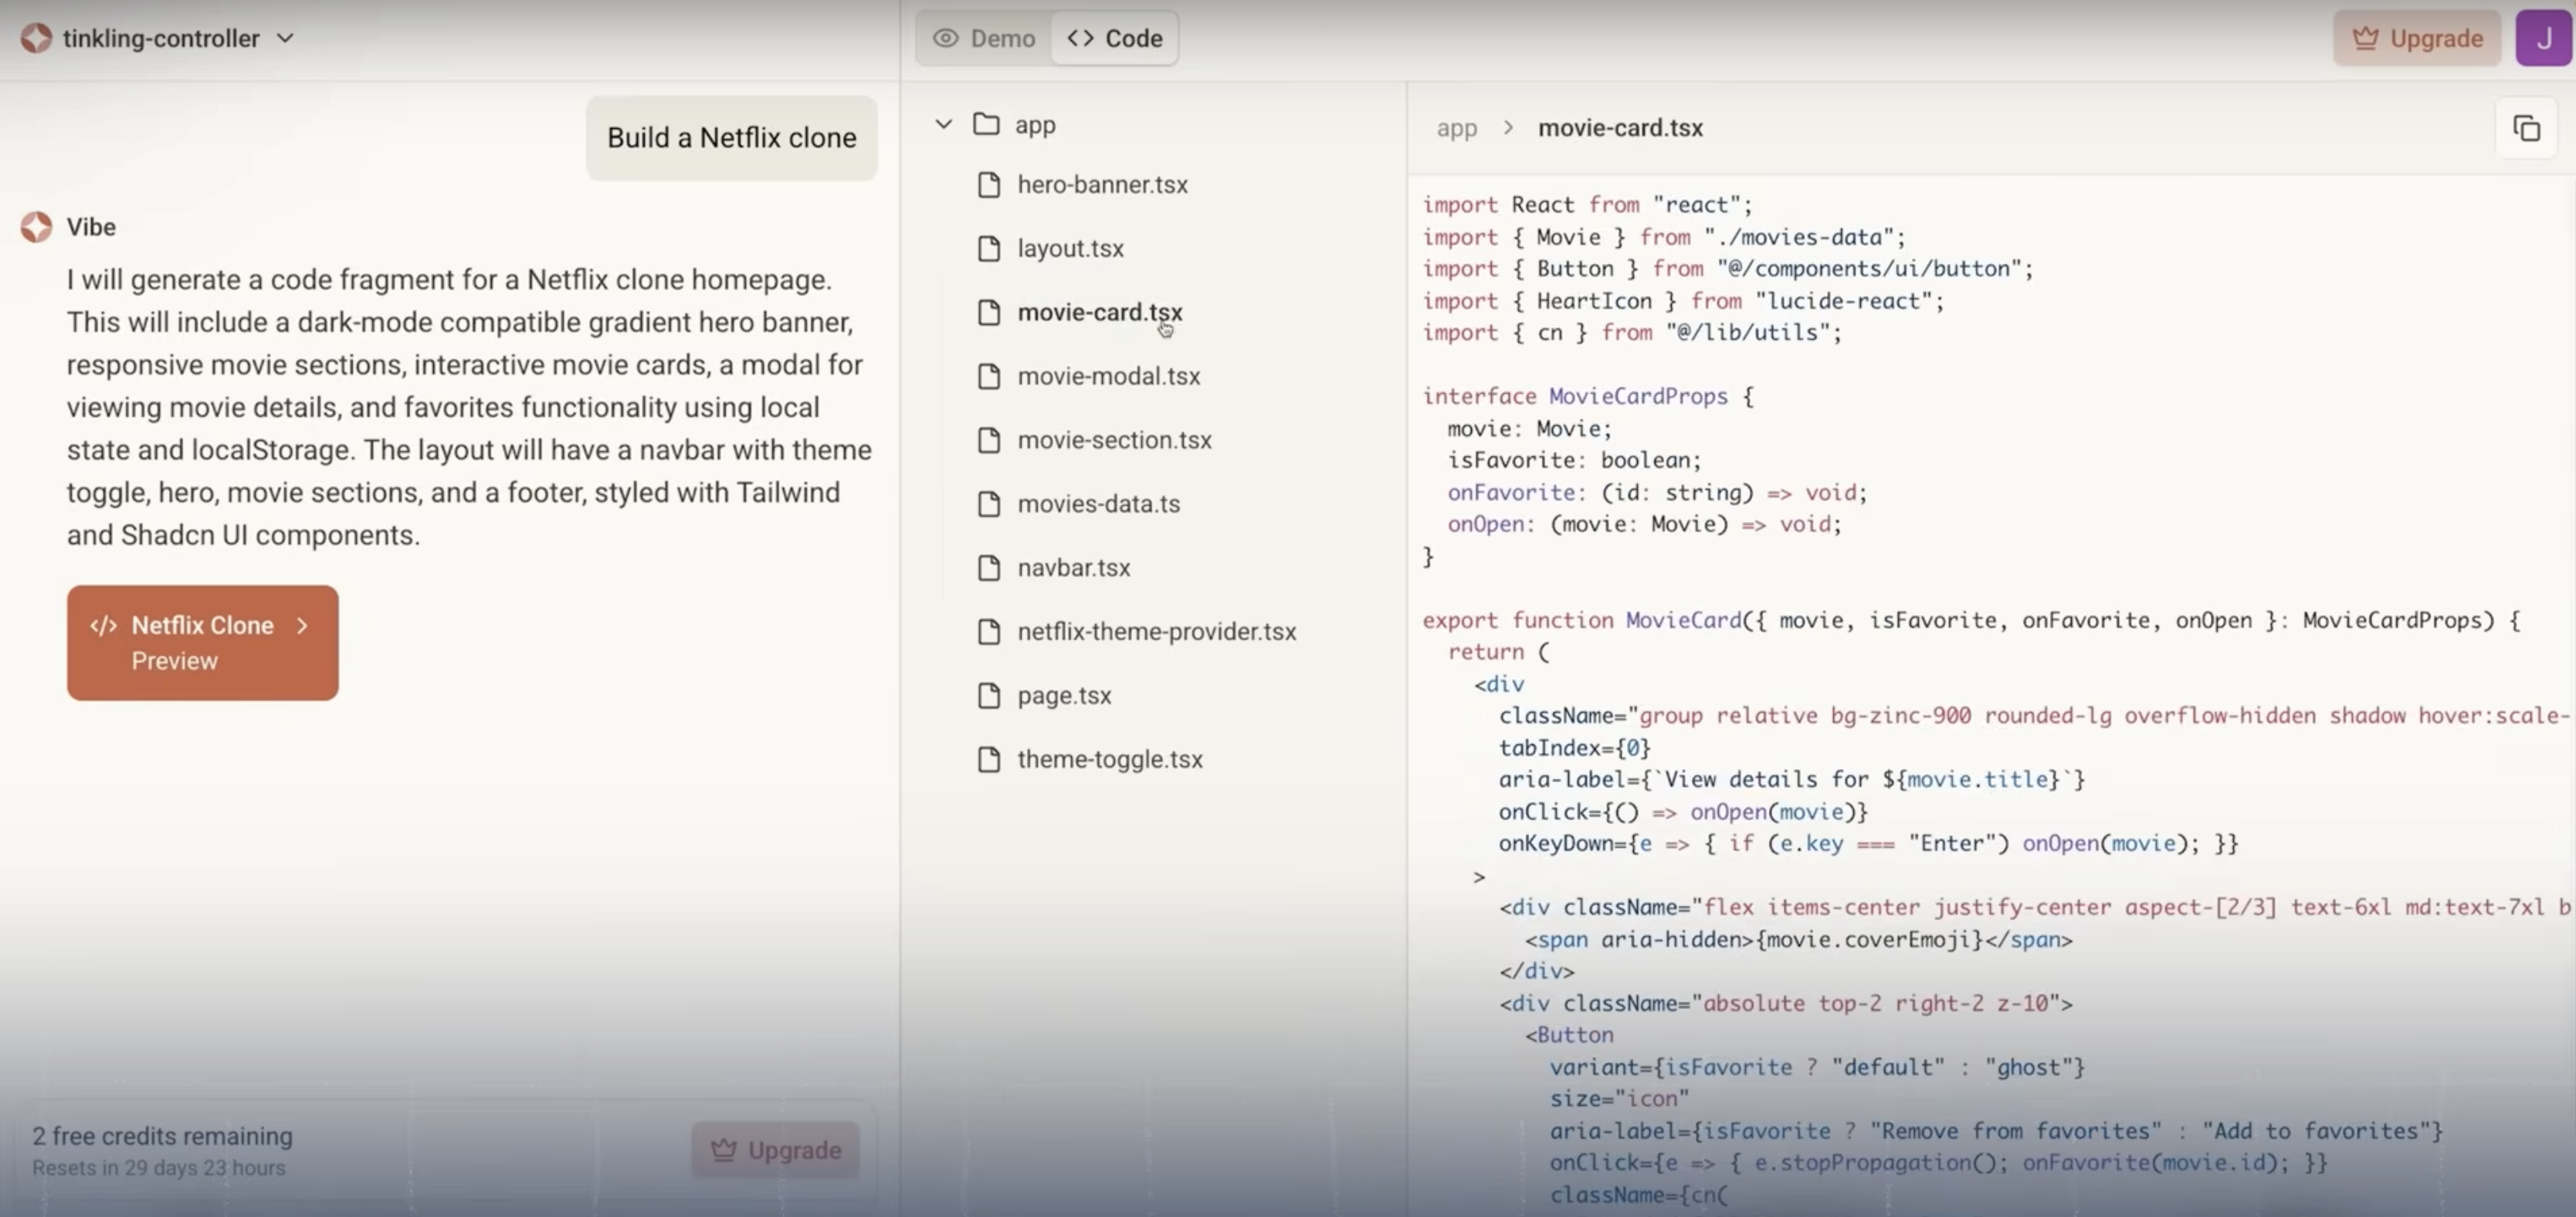 tinkling-controller
Demo
Code
Upgrade
J
Build a Netflix clone
Vibe
I will generate a code fragment for a Netflix clone homepage.
This will include a dark-mode compatible gradient hero banner,
responsive movie sections, interactive movie cards, a modal for
viewing movie details, and favorites functionality using local
state and localStorage. The layout will have a navbar with theme
toggle, hero, movie sections, and a footer, styled with Tailwind
and Shadcn UI components.
</> Netflix Clone
Preview
2 free credits remaining
Resets in 29 days 23 hours
Upgrade
app
hero-banner.tsx
layout.tsx
movie-card.tsx
movie-modal.tsx
movie-section.tsx
movies-data.ts
navbar.tsx
netflix-theme-provider.tsx
page.tsx
theme-toggle.tsx
app > movie-card.tsx
import React from "react";
import { Movie } from "./movies-data";
import { Button } from "@/components/ui/button";
import { HeartIcon } from "lucide-react";
import { cn } from "@/lib/utils";
interface MovieCardProps {
movie: Movie;
isFavorite: boolean;
onFavorite: (id: string) => void;
onOpen: (movie: Movie) => void;
}
export function MovieCard({ movie, isFavorite, onFavorite, onOpen }: MovieCardProps) {
return (
<div
className="group relative bg-zinc-900 rounded-lg overflow-hidden shadow hover:scale-
tabIndex={0}
aria-label={`View details for ${movie.title}`}
onClick={() => onOpen(movie)}
onKeyDown={e => { if (e.key === "Enter") onOpen(movie); }}
>
<div className="flex items-center justify-center aspect-[2/3] text-6xl md:text-7xl b
<span aria-hidden>{movie.coverEmoji}</span>
</div>
<div className="absolute top-2 right-2 z-10">
<Button
variant={isFavorite ? "default" : "ghost"}
size="icon"
aria-label={isFavorite ? "Remove from favorites" : "Add to favorites"}
onClick={e => { e.stopPropagation(); onFavorite(movie.id); }}
className={cn(